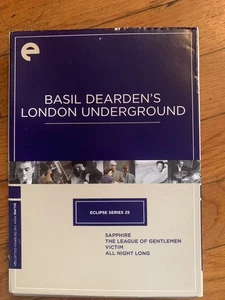 e
BASIL DEARDEN'S
LONDON UNDERGROUND
ECLIPSE SERIES 25
SAPPHIRE
THE LEAGUE OF GENTLEMEN
VICTIM
ALL NIGHT LONG